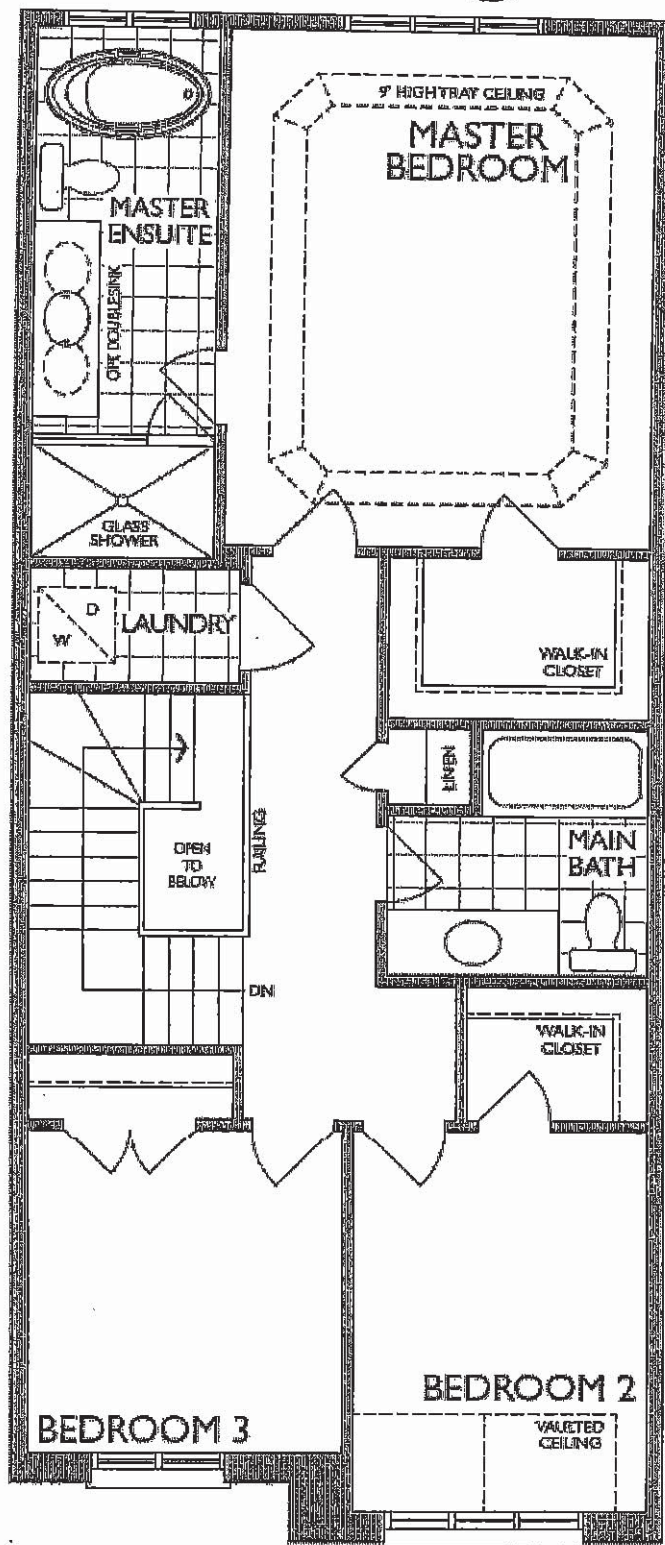 9' HIGH TRAY CEILING
MASTER
BEDROOM
MASTER
ENSUITE
OPT. DOUBLE SINK
GLASS
SHOWER
D
W
LAUNDRY
WALK-IN
CLOSET
LINEN
RAILING
OPEN
TO
BELOW
MAIN
BATH
DN
WALK-IN
CLOSET
BEDROOM 2
BEDROOM 3
VAULTED
CEILING